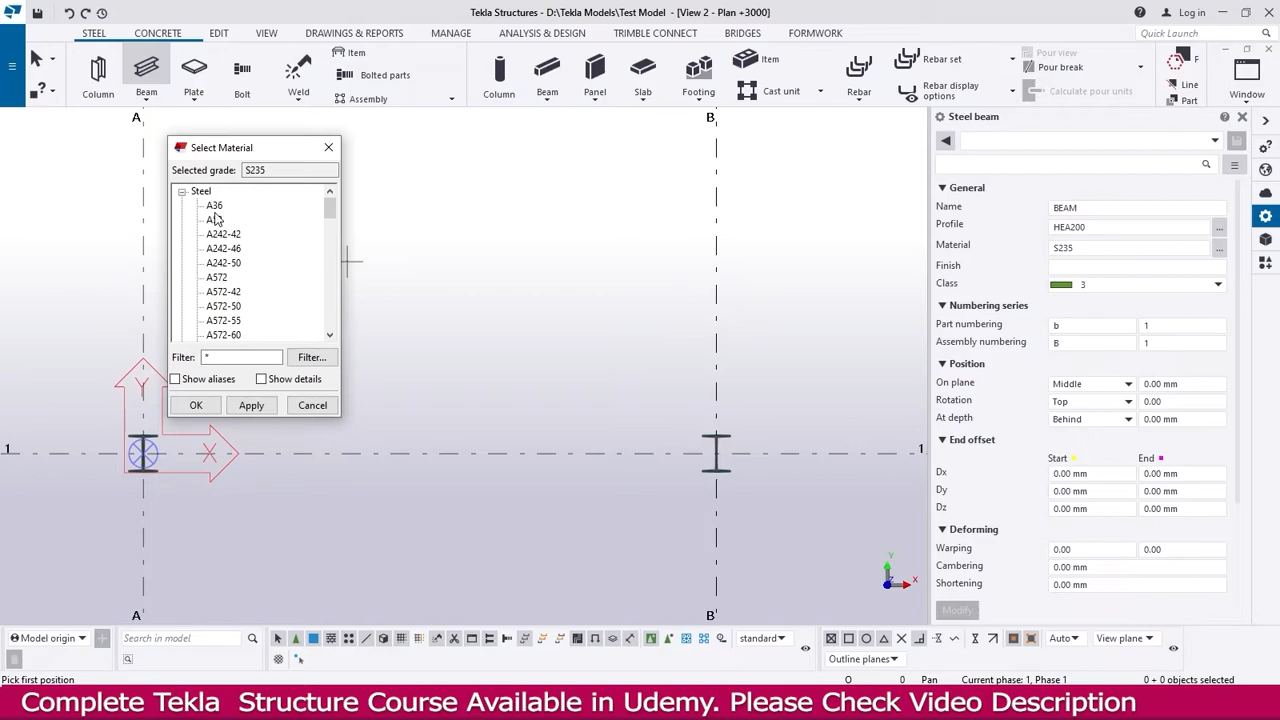 Tekla Structures - D:\Tekla Models\Test Model - [View 2 - Plan +3000]
Log in
STEEL CONCRETE EDIT VIEW DRAWINGS & REPORTS MANAGE ANALYSIS & DESIGN TRIMBLE CONNECT BRIDGES FORMWORK
Quick Launch
Item
Bolted parts
Assembly
Column Beam Plate Bolt Weld
Column Beam Panel Slab Footing
Item
Cast unit
Rebar
Rebar set
Rebar display options
Pour view
Pour break
Calculate pour units
F
Line
Part
Window
A B
Select Material
Selected grade: S235
Steel
A36
A242-42
A242-46
A242-50
A572
A572-42
A572-50
A572-55
A572-60
Filter: * Filter...
Show aliases Show details
OK Apply Cancel
Y
X
1 1
A B
Y
X
Steel beam
General
Name BEAM
Profile HEA200 ...
Material S235 ...
Finish
Class 3
Numbering series
Part numbering b 1
Assembly numbering B 1
Position
On plane Middle 0.00 mm
Rotation Top 0.00
At depth Behind 0.00 mm
End offset
Start End
Dx 0.00 mm 0.00 mm
Dy 0.00 mm 0.00 mm
Dz 0.00 mm 0.00 mm
Deforming
Warping 0.00 0.00
Cambering 0.00 mm
Shortening 0.00 mm
Modify
Model origin Search in model standard Auto View plane
Outline planes
Pick first position O 0 Pan Current phase: 1, Phase 1 0 + 0 objects selected
Complete Tekla Structure Course Available in Udemy. Please Check Video Description